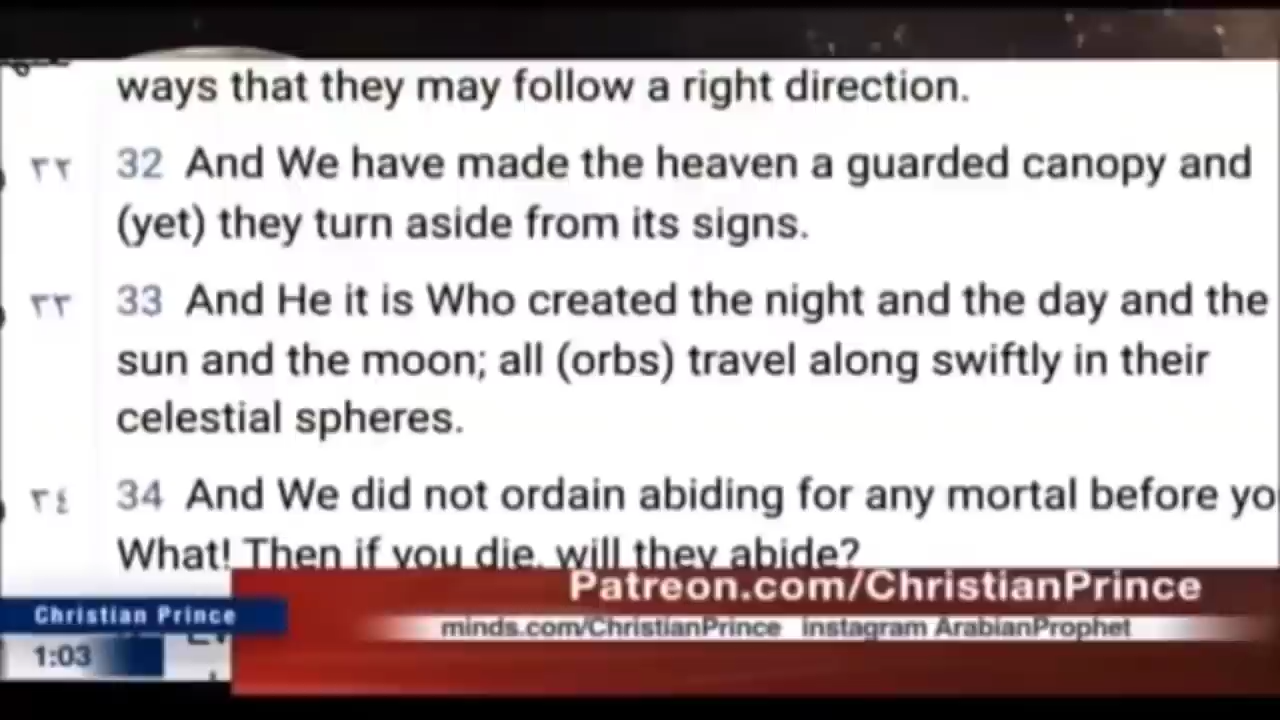 ways that they may follow a right direction.
٣٢ 32 And We have made the heaven a guarded canopy and
(yet) they turn aside from its signs.
٣٣ 33 And He it is Who created the night and the day and the
sun and the moon; all (orbs) travel along swiftly in their
celestial spheres.
٣٤ 34 And We did not ordain abiding for any mortal before yo
What! Then if you die, will they abide?
Patreon.com/ChristianPrince
Christian Prince
minds.com/ChristianPrince Instagram ArabianProphet
1:03